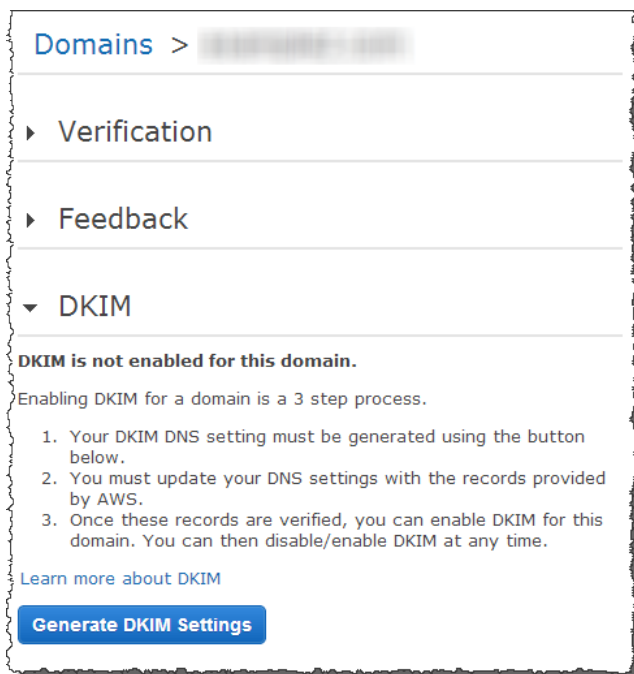 Domains >
Verification
Feedback
DKIM
DKIM is not enabled for this domain.
Enabling DKIM for a domain is a 3 step process.
1. Your DKIM DNS setting must be generated using the button
below.
2. You must update your DNS settings with the records provided
by AWS.
3. Once these records are verified, you can enable DKIM for this
domain. You can then disable/enable DKIM at any time.
Learn more about DKIM
Generate DKIM Settings